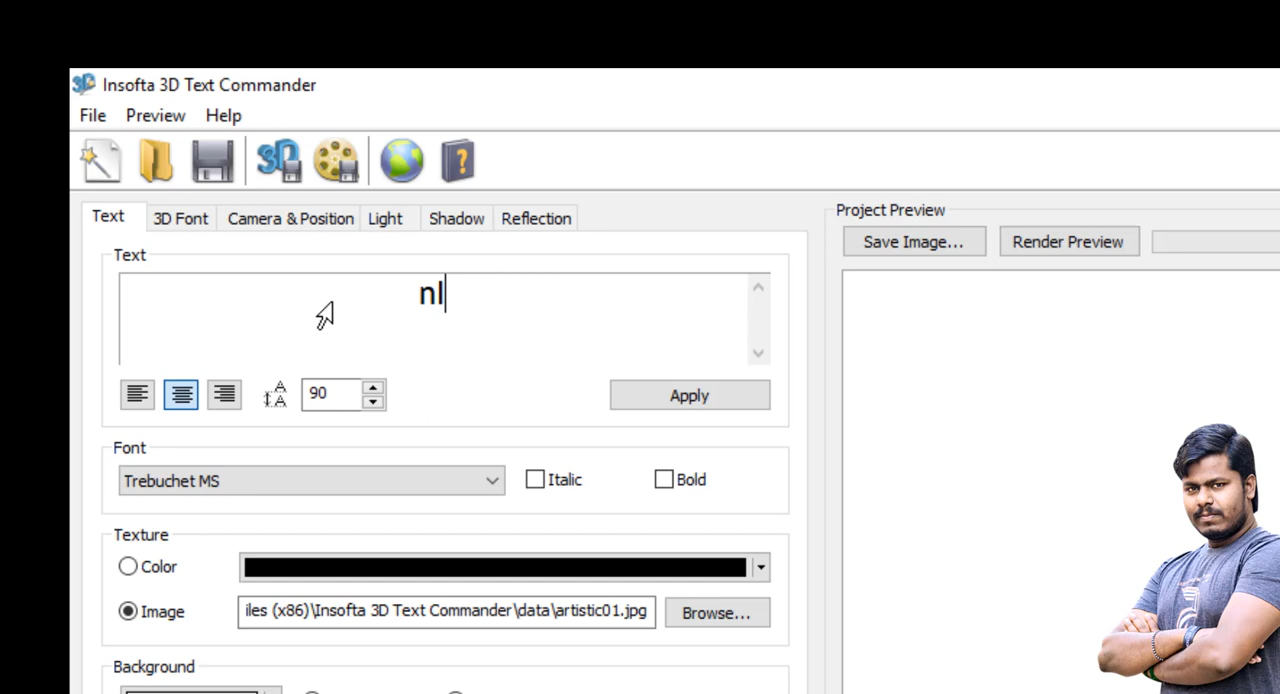 Insofta 3D Text Commander
File Preview Help
Text 3D Font Camera & Position Light Shadow Reflection
Project Preview
Save Image... Render Preview
Text
nl
90
Apply
Font
Trebuchet MS
Italic
Bold
Texture
Color
Image
iles (x86)\Insofta 3D Text Commander\data\artistic01.jpg
Browse...
Background